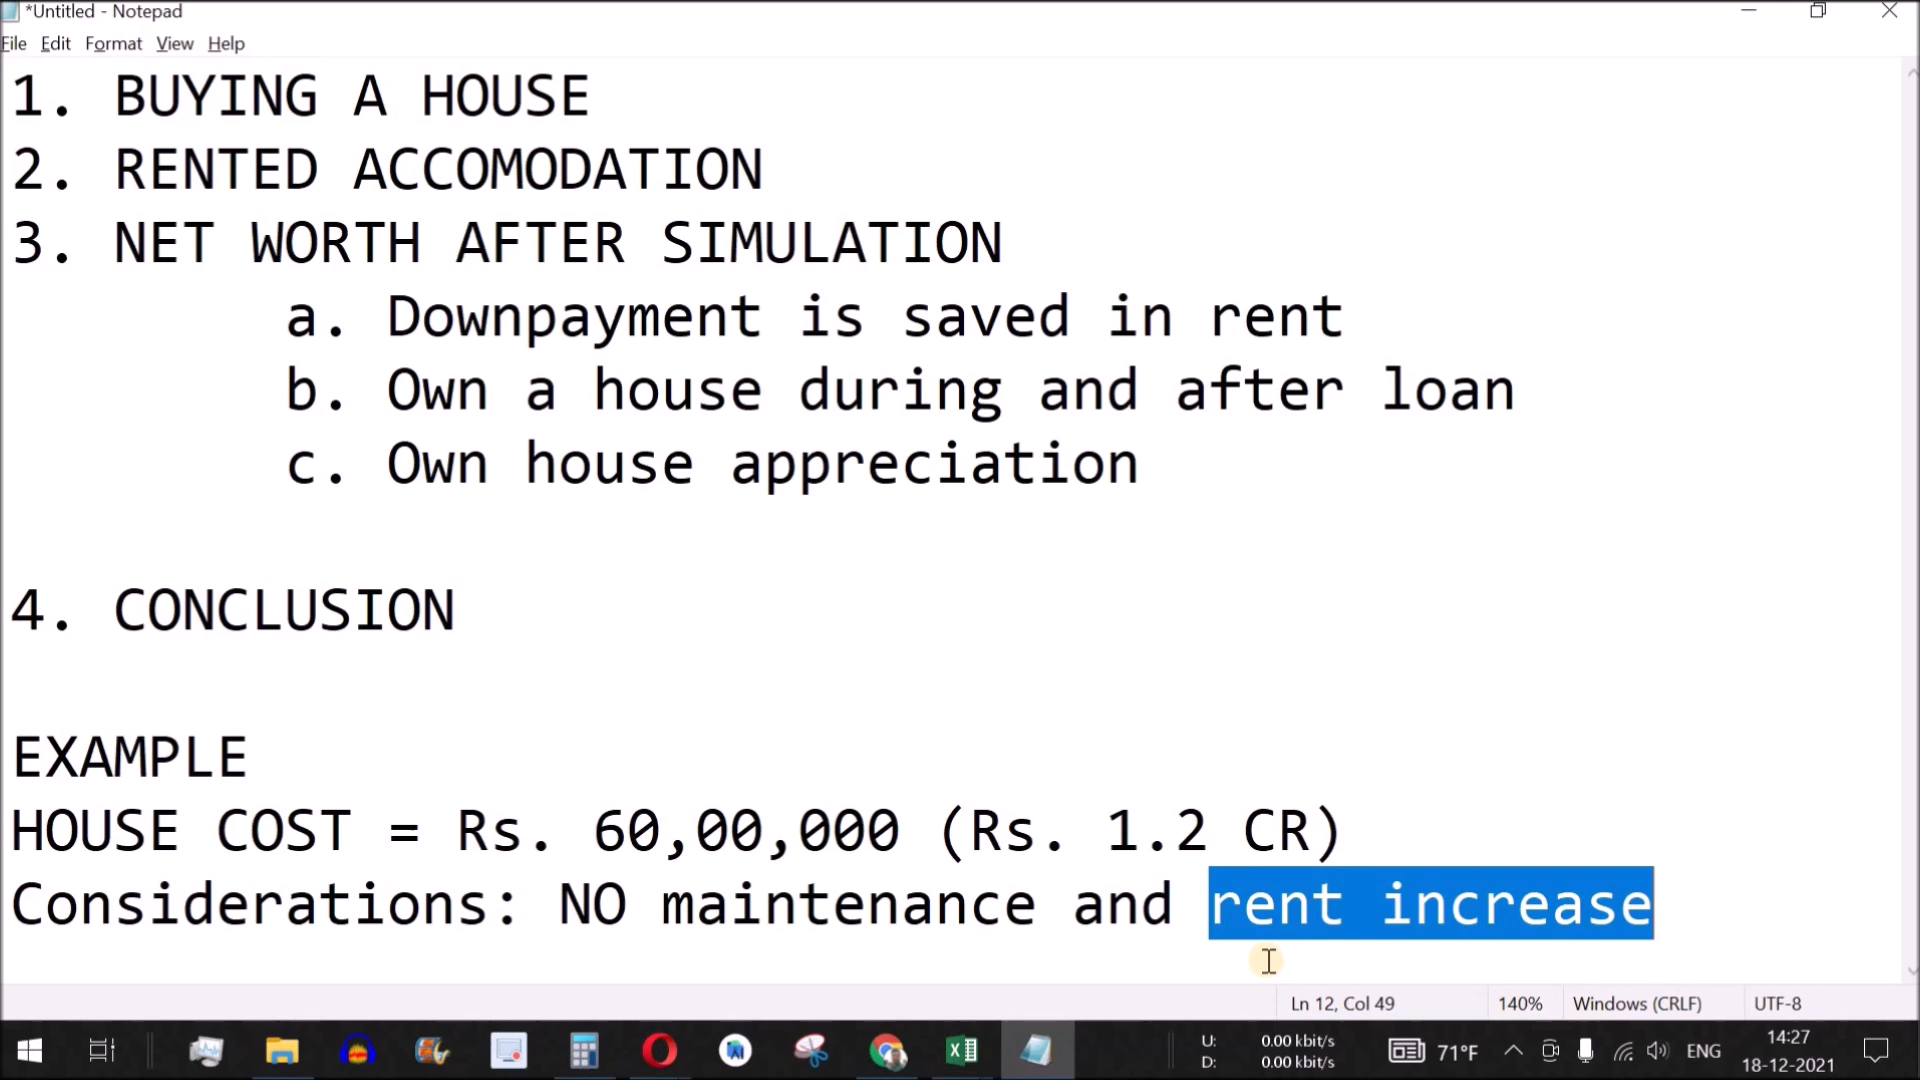 *Untitled - Notepad
File Edit Format View Help
1. BUYING A HOUSE
2. RENTED ACCOMODATION
3. NET WORTH AFTER SIMULATION
a. Downpayment is saved in rent
b. Own a house during and after loan
c. Own house appreciation
4. CONCLUSION
EXAMPLE
HOUSE COST = Rs. 60,00,000 (Rs. 1.2 CR)
Considerations: NO maintenance and rent increase
Ln 12, Col 49 140% Windows (CRLF) UTF-8
U: 0.00 kbit/s
D: 0.00 kbit/s
71°F
ENG
14:27
18-12-2021